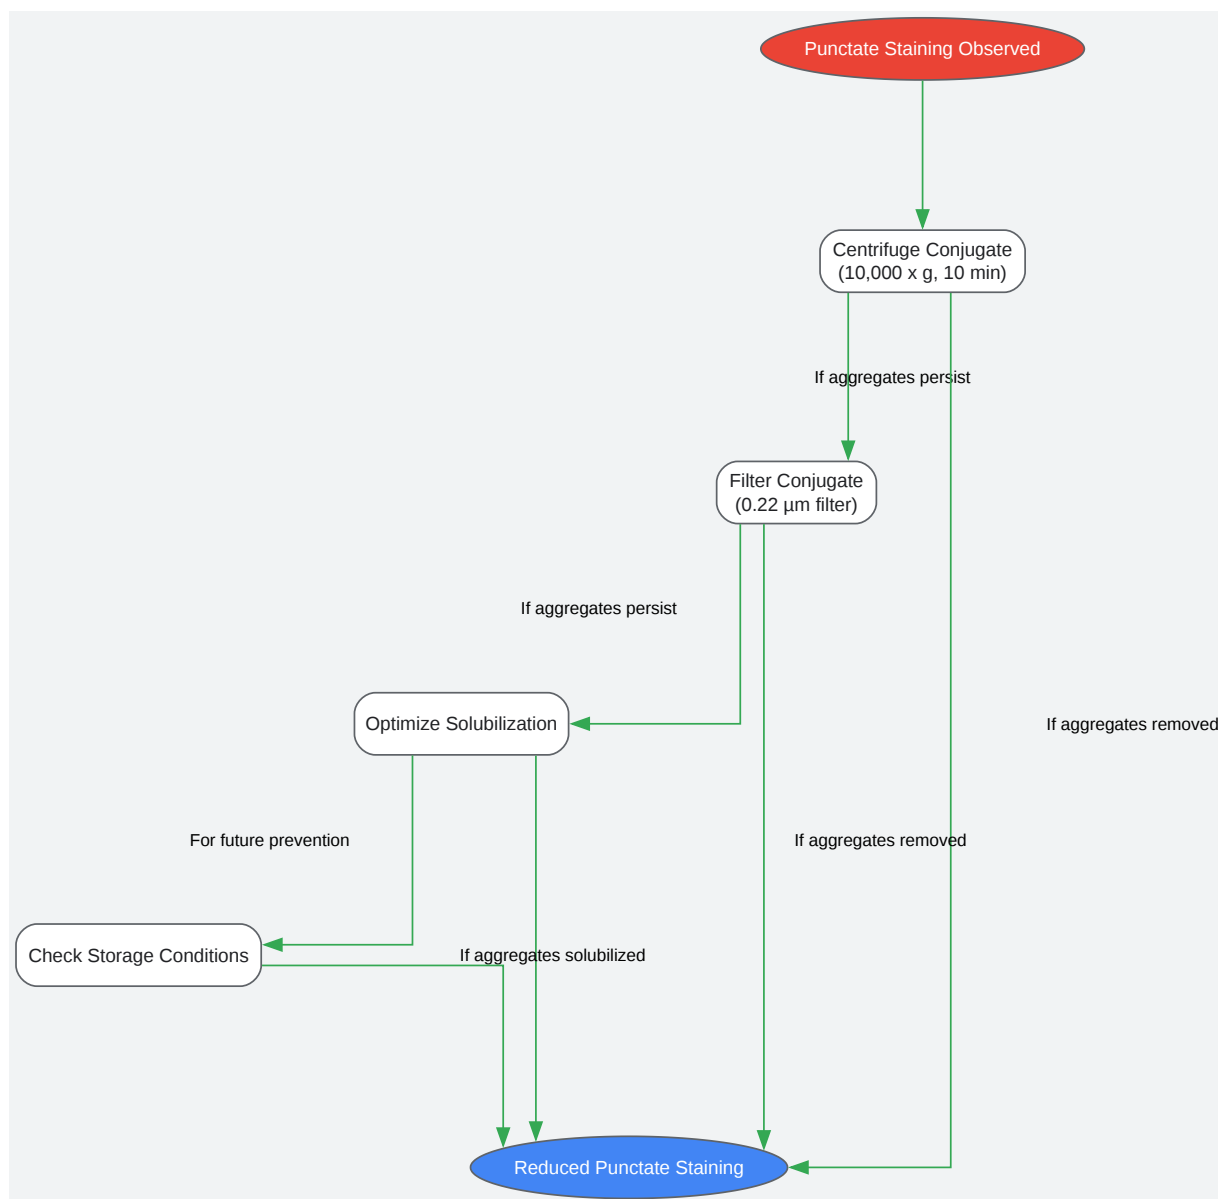 Punctate Staining Observed
Centrifuge Conjugate
(10,000 x g, 10 min)
If aggregates persist
Filter Conjugate
(0.22 µm filter)
If aggregates persist
Optimize Solubilization
If aggregates removed
For future prevention
If aggregates removed
Check Storage Conditions
If aggregates solubilized
Reduced Punctate Staining